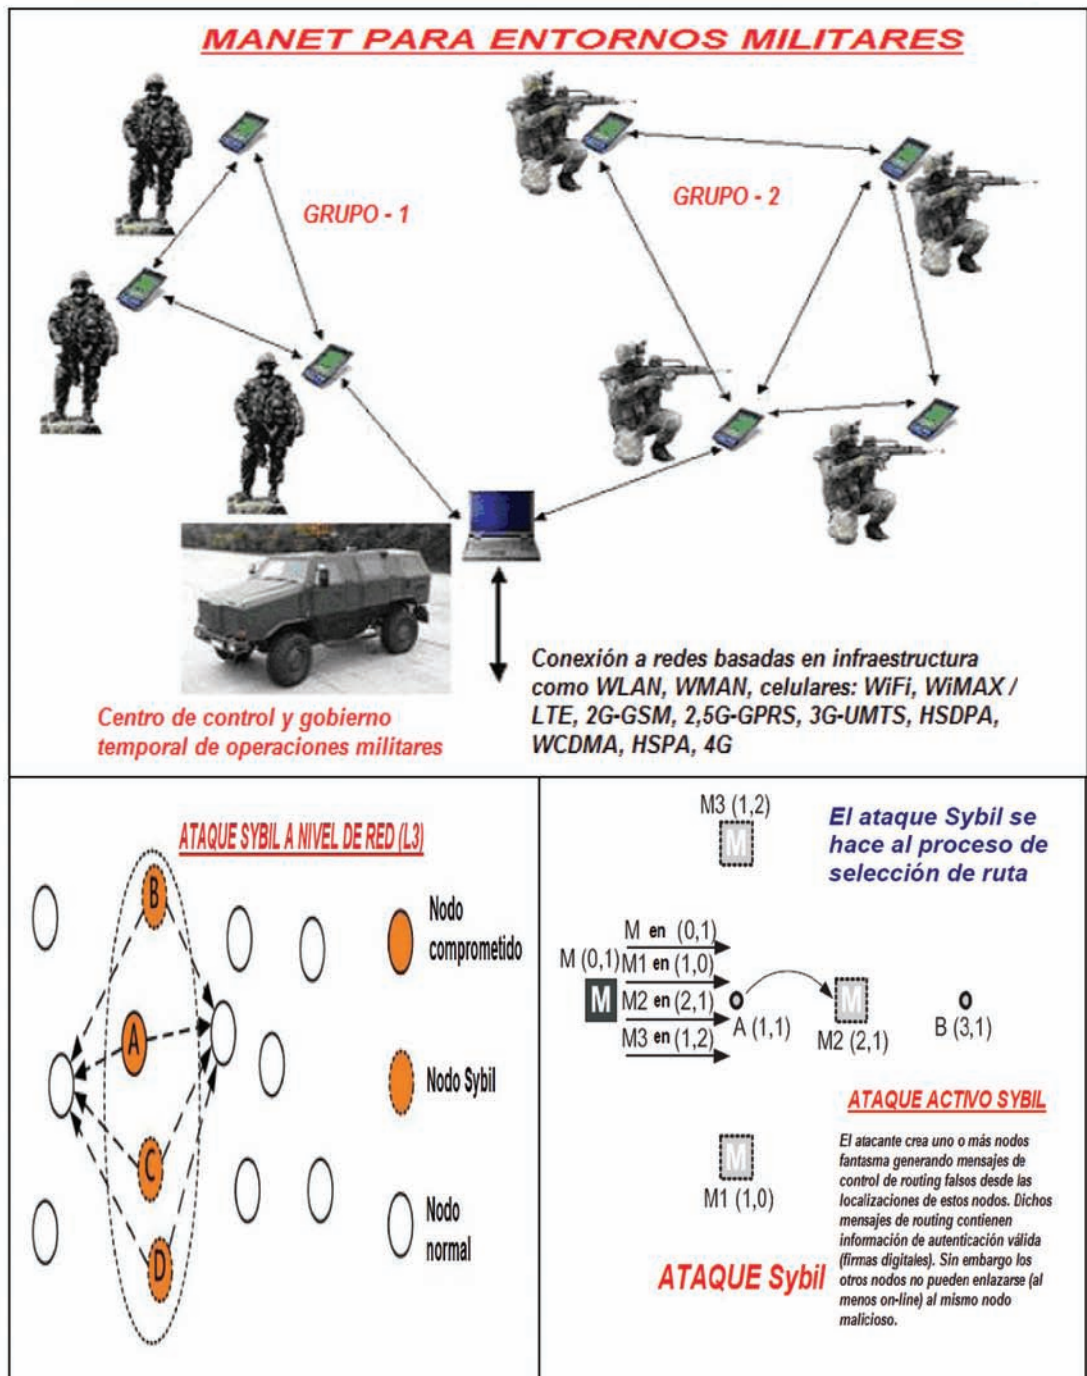 MANET PARA ENTORNOS MILITARES
GRUPO - 1
GRUPO - 2
Conexión a redes basadas en infraestructura
como WLAN, WMAN, celulares: WiFi, WiMAX /
LTE, 2G-GSM, 2,5G-GPRS, 3G-UMTS, HSDPA,
WCDMA, HSPA, 4G
Centro de control y gobierno
temporal de operaciones militares
ATAQUE SYBIL A NIVEL DE RED (L3)
B
A
C
D
Nodo
comprometido
Nodo Sybil
Nodo
normal
M3 (1,2)
M
El ataque Sybil se
hace al proceso de
selección de ruta
M en (0,1)
M (0,1)
M1 en (1,0)
M
M2 en (2,1)
M3 en (1,2)
A (1,1)
M
M2 (2,1)
B (3,1)
M
M1 (1,0)
ATAQUE ACTIVO SYBIL
El atacante crea uno o más nodos
fantasma generando mensajes de
control de routing falsos desde las
localizaciones de estos nodos. Dichos
mensajes de routing contienen
información de autenticación válida
(firmas digitales). Sin embargo los
otros nodos no pueden enlazarse (al
menos on-line) al mismo nodo
malicioso.
ATAQUE Sybil